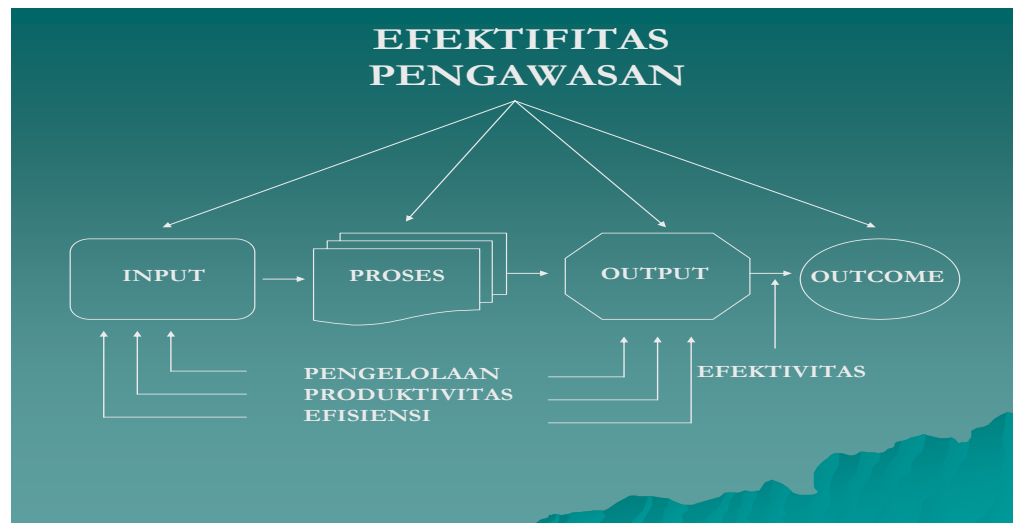 EFEKTIFITAS
PENGAWASAN
INPUT
PROSES
OUTPUT
OUTCOME
PENGELOLAAN
PRODUKTIVITAS
EFISIENSI
EFEKTIVITAS